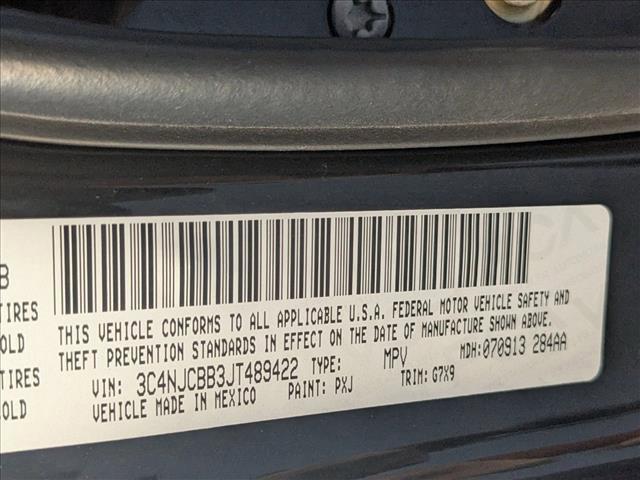 B
TIRES
OLD
TIRES
OLD
THIS VEHICLE CONFORMS TO ALL APPLICABLE U.S.A. FEDERAL MOTOR VEHICLE SAFETY AND
THEFT PREVENTION STANDARDS IN EFFECT ON THE DATE OF MANUFACTURE SHOWN ABOVE.
VIN: 3C4NJCBB3JT489422 TYPE: MPV MDH:070913 284AA
VEHICLE MADE IN MEXICO PAINT: PXJ TRIM: G7X9